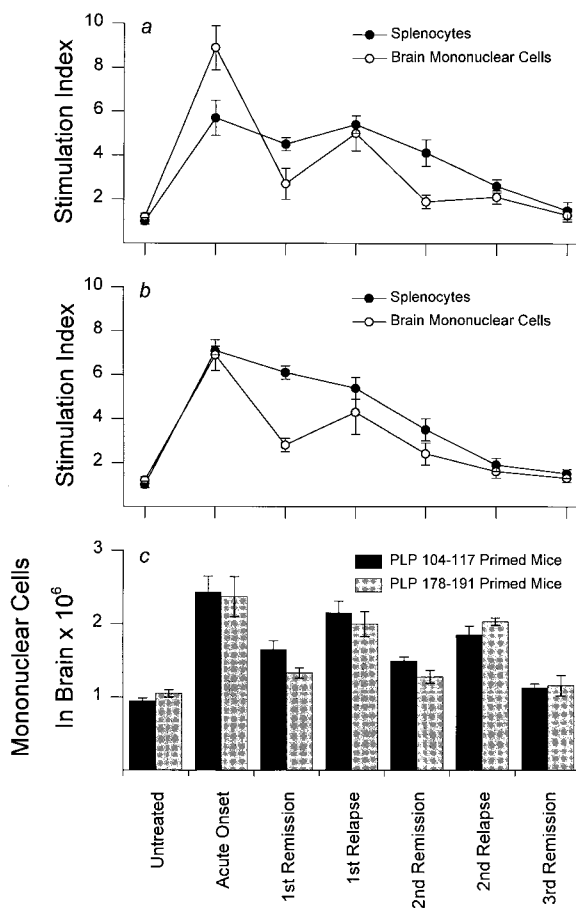 a
Splenocytes
Brain Mononuclear Cells
Stimulation Index
10
8
6
4
2
b
Splenocytes
Brain Mononuclear Cells
Stimulation Index
10
8
6
4
2
c
PLP 104-117 Primed Mice
PLP 178-191 Primed Mice
Mononuclear Cells
In Brain x 10⁶
3
2
1
Untreated
Acute Onset
1st Remission
1st Relapse
2nd Remission
2nd Relapse
3rd Remission